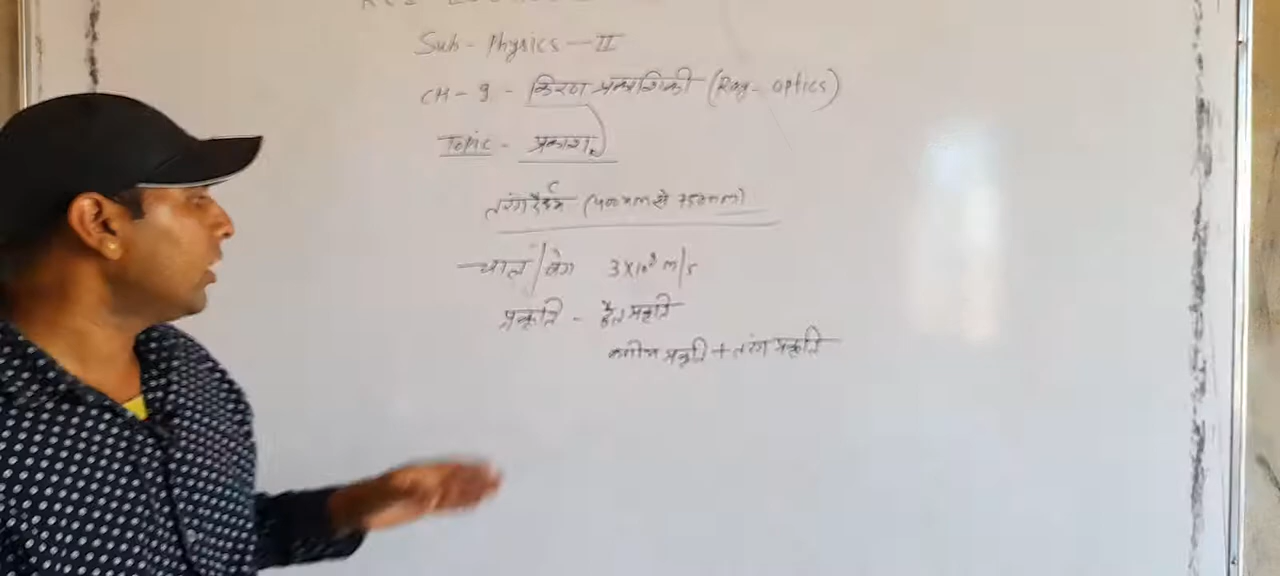 Sub - Physics - II
CH - 9 - किरण प्रकाशिकी (Ray - optics)
Topic - प्रकाश
तरंगदैर्ध्य (400nm से 750nm)
चाल/वेग 3x10⁸ m/s
प्रकृति - द्वैत प्रकृति
कणीय प्रकृति + तरंग प्रकृति